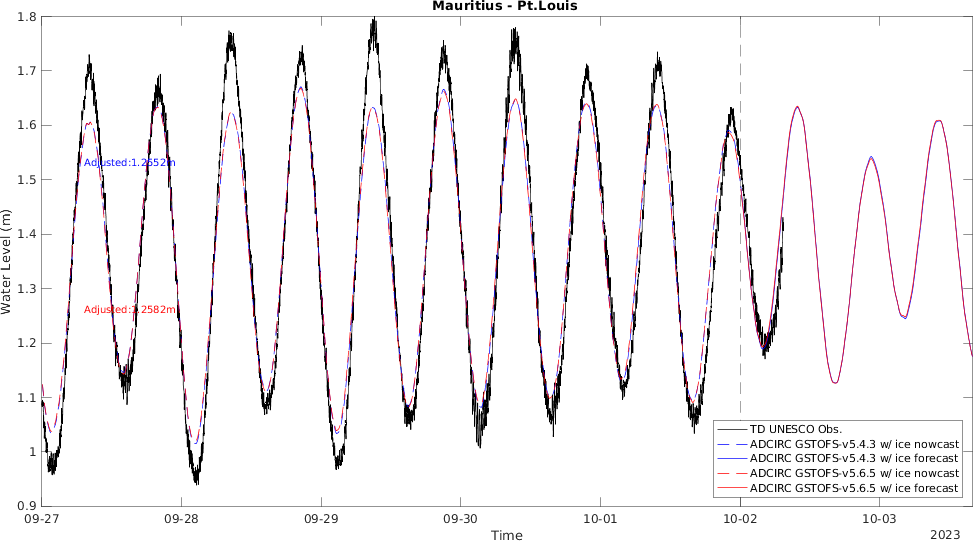 Mauritius - Pt.Louis
Water Level (m)
1.8
1.7
1.6
1.5
1.4
1.3
1.2
1.1
1
0.9
Adjusted:1.2652m
Adjusted:1.2582m
TD UNESCO Obs.
ADCIRC GSTOFS-v5.4.3 w/ ice nowcast
ADCIRC GSTOFS-v5.4.3 w/ ice forecast
ADCIRC GSTOFS-v5.6.5 w/ ice nowcast
ADCIRC GSTOFS-v5.6.5 w/ ice forecast
09-27 09-28 09-29 09-30 10-01 10-02 10-03
Time
2023